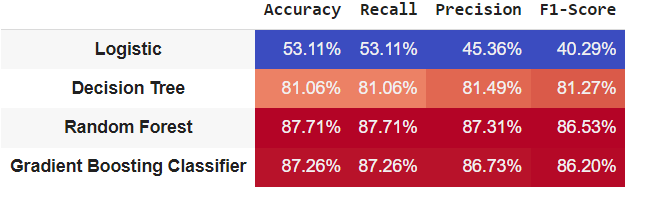 Accuracy Recall Precision F1-Score
Logistic 53.11% 53.11% 45.36% 40.29%
Decision Tree 81.06% 81.06% 81.49% 81.27%
Random Forest 87.71% 87.71% 87.31% 86.53%
Gradient Boosting Classifier 87.26% 87.26% 86.73% 86.20%